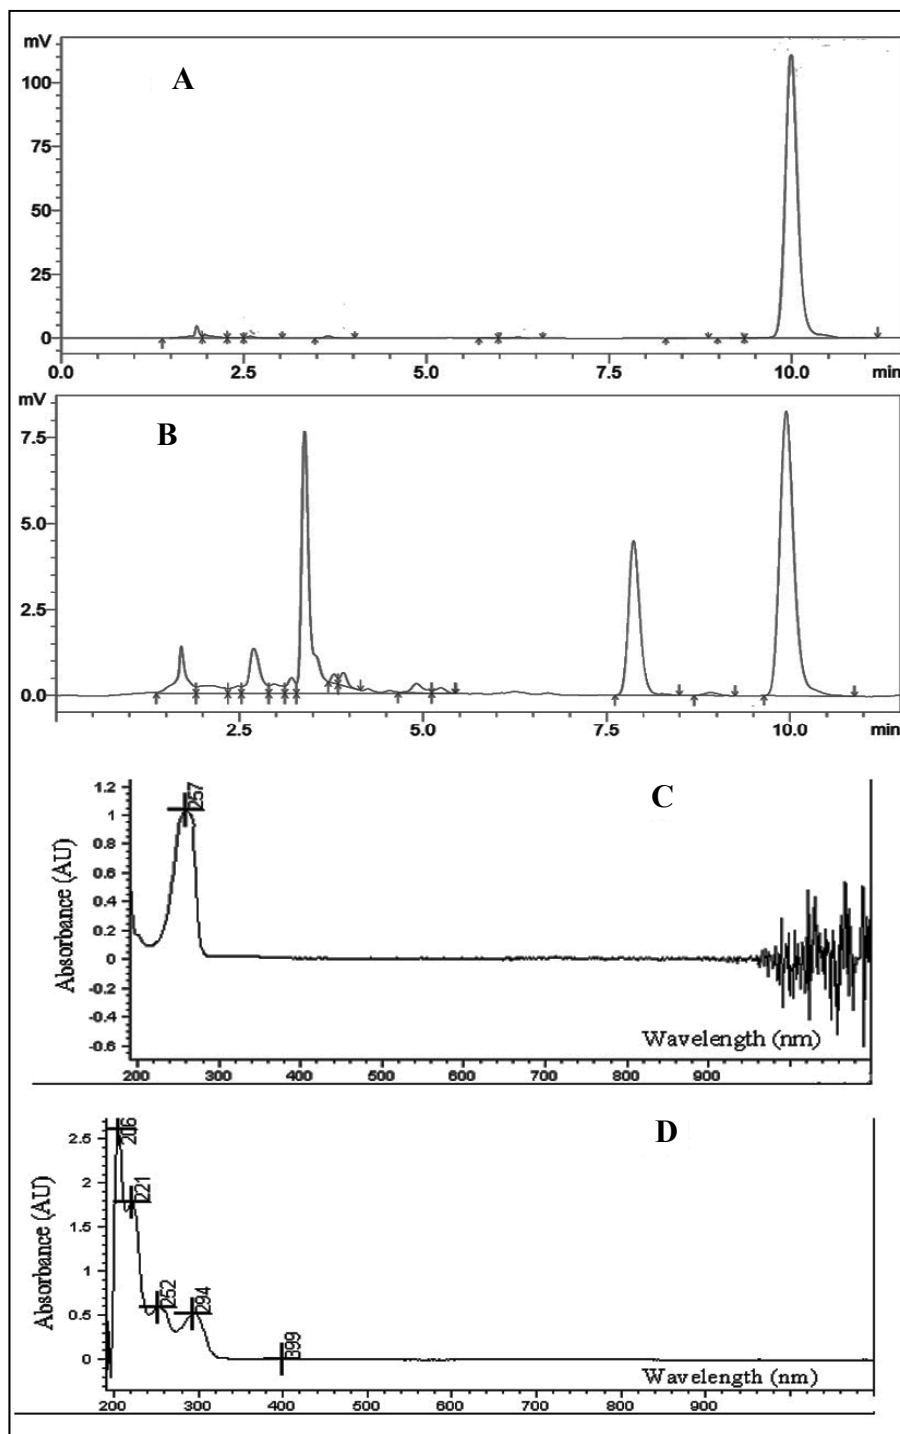 mV
A
100
75
50
25
0
0.0 2.5 5.0 7.5 10.0 min
mV
B
7.5
5.0
2.5
0.0
2.5 5.0 7.5 10.0 min
C
257
1.2
1
0.8
0.6
0.4
0.2
0
-0.2
-0.4
-0.6
Absorbance (AU)
Wavelength (nm)
200 300 400 500 600 700 800 900
D
206
221
252
294
399
2.5
2
1.5
1
0.5
0
Absorbance (AU)
Wavelength (nm)
200 300 400 500 600 700 800 900